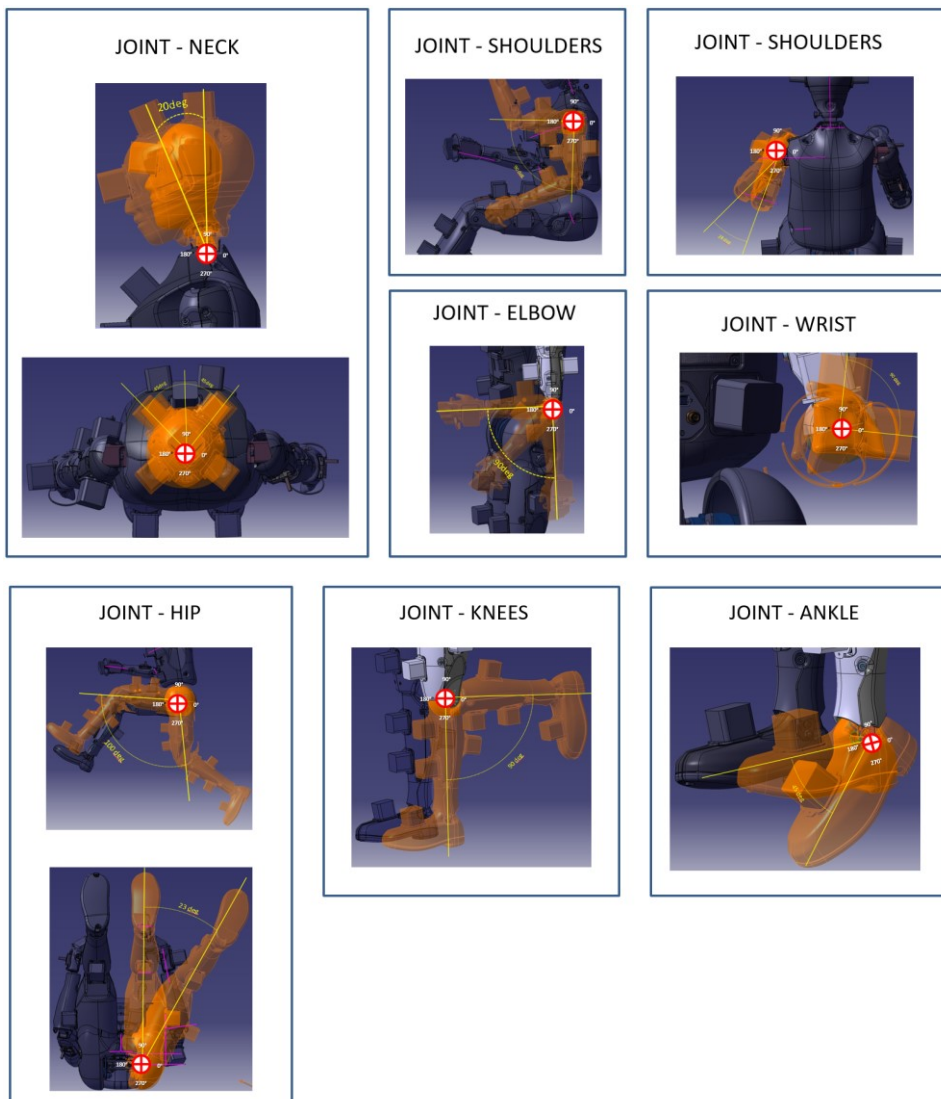 JOINT - NECK
20deg
90°
180° 0°
270°
90°
180° 0°
270°
JOINT - SHOULDERS
90°
180° 0°
270°
JOINT - SHOULDERS
90°
180° 0°
270°
JOINT - ELBOW
90°
180° 0°
270°
90deg
JOINT - WRIST
90°
180° 0°
270°
JOINT - HIP
90°
180° 0°
270°
100 deg
23 deg
90°
180° 0°
270°
JOINT - KNEES
90°
180° 0°
270°
90 deg
JOINT - ANKLE
90°
180° 0°
270°